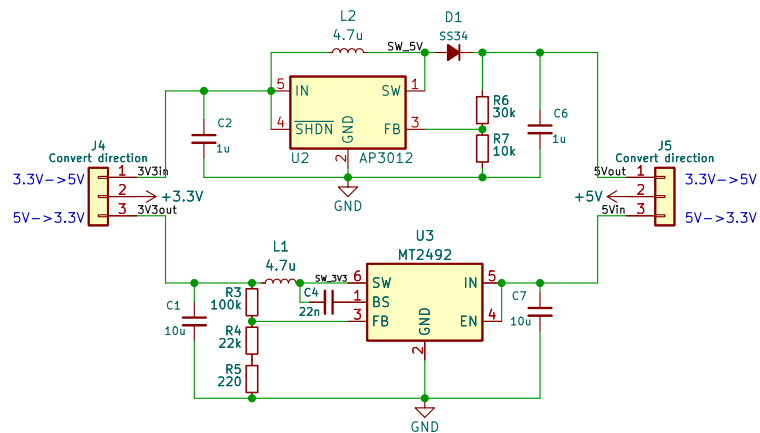 L2
4.7u
D1
SS34
SW_5V
5 IN SW 1
4 SHDN GND FB 3
2
U2 AP3012
C2
1u
R6
30k
R7
10k
C6
1u
GND
J4
Convert direction
3.3V->5V 1 3V3in
2 +3.3V
5V->3.3V 3 3V3out
J5
Convert direction
5Vout 1 3.3V->5V
+5V 2
5Vin 3 5V->3.3V
U3
MT2492
L1
4.7u
SW_3V3
6 SW IN 5
1 BS
3 FB GND EN 4
2
C4
22n
R3
100k
R4
22k
R5
220
C1
10u
C7
10u
GND